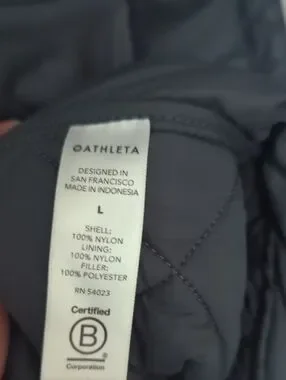 ATHLETA
DESIGNED IN
SAN FRANCISCO
MADE IN INDONESIA
L
SHELL:
100% NYLON
LINING:
100% NYLON
FILLER:
100% POLYESTER
RN 54023
Certified
B
Corporation